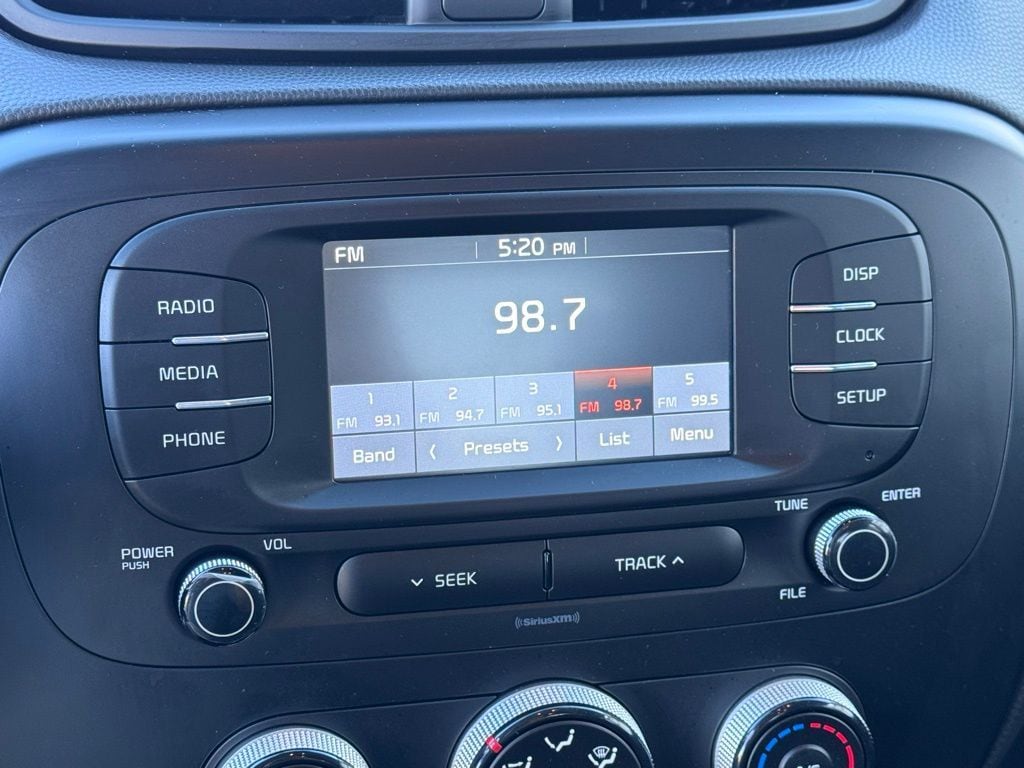 FM 5:20 PM
98.7
1 2 3 4 5
FM 93.1 FM 94.7 FM 95.1 FM 98.7 FM 99.5
Band Presets List Menu
RADIO
MEDIA
PHONE
DISP
CLOCK
SETUP
POWER
PUSH
VOL
SEEK
TRACK
TUNE
ENTER
FILE
SiriusXM